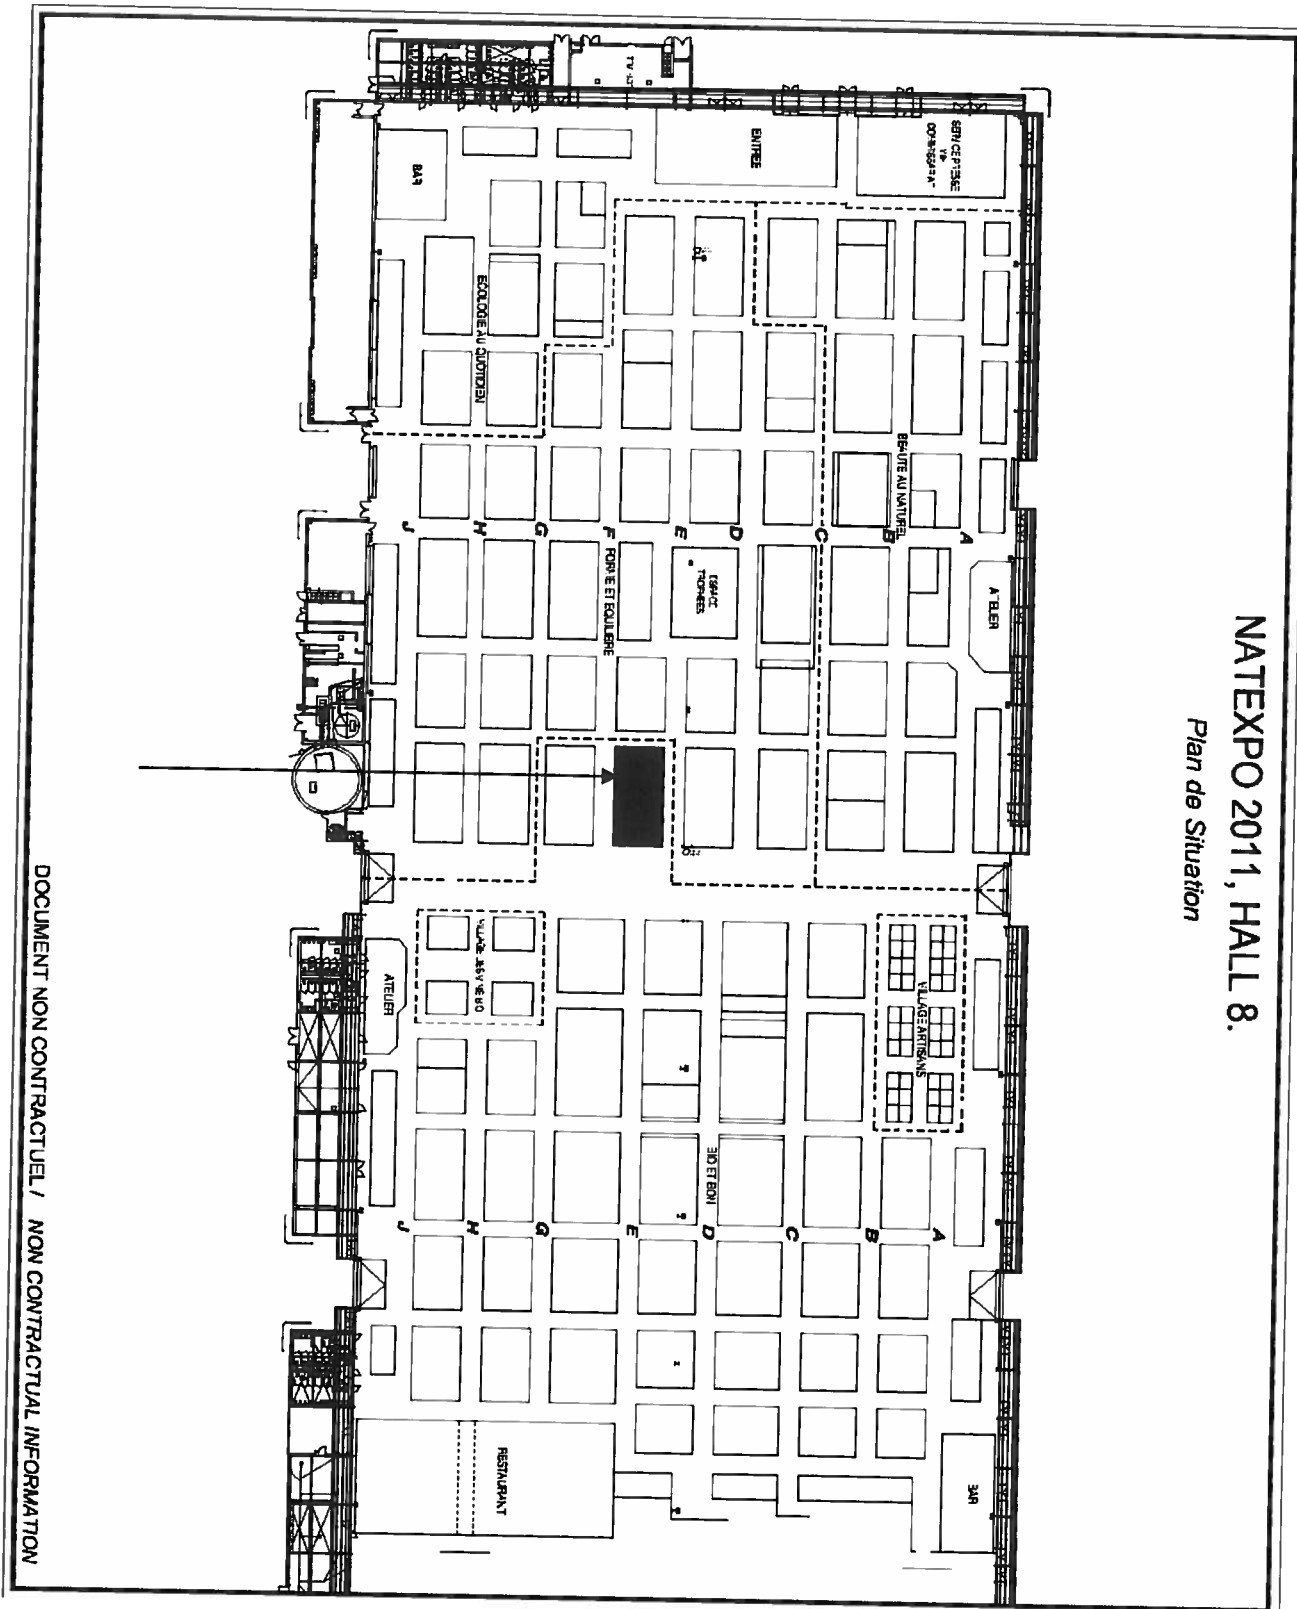 NATEXPO 2011, HALL 8.
Plan de Situation
ENTREE
BAR
ECOLOGIE AU QUOTIDIEN
BEAUTE AU NATUREL
A
B
C
D
E
F
G
H
J
ATELIER
ESPACE
TROPHEES
FORME ET EQUILIBRE
VILLAGE ARTISANS
ATELIER
BIO ET BON
A
B
C
D
E
G
H
J
RESTAURANT
BAR
DOCUMENT NON CONTRACTUEL / NON CONTRACTUAL INFORMATION